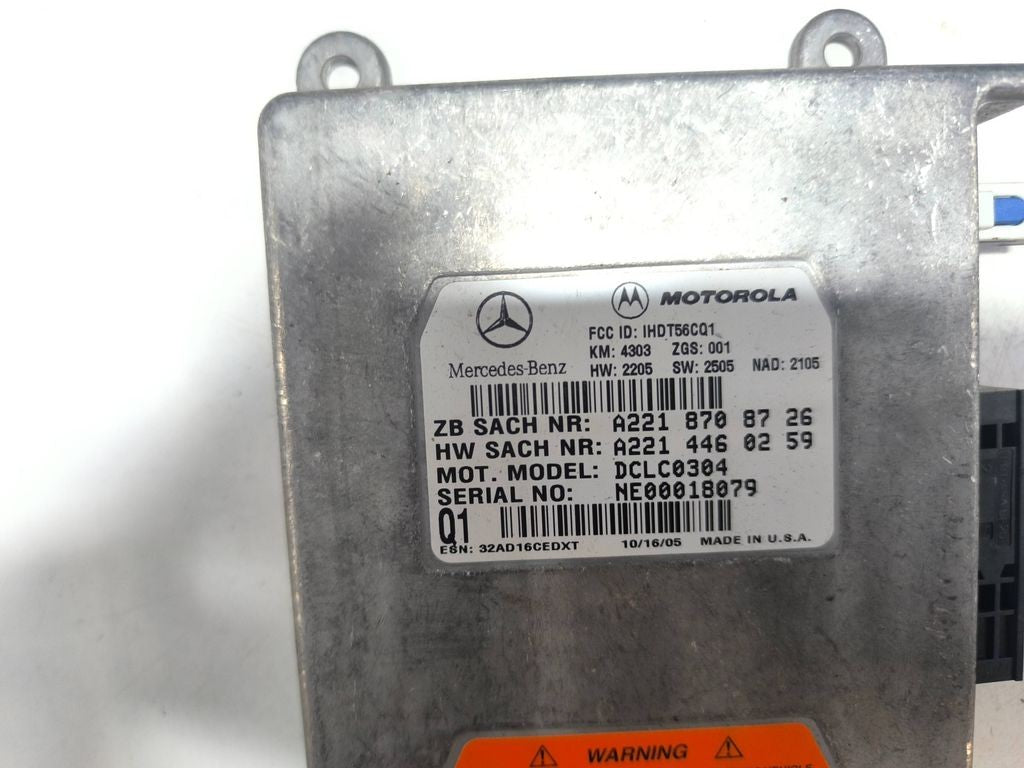 MOTOROLA
Mercedes-Benz
FCC ID: IHDT56CQ1
KM: 4303 ZGS: 001
HW: 2205 SW: 2505 NAD: 2105
ZB SACH NR: A221 870 87 26
HW SACH NR: A221 446 02 59
MOT. MODEL: DCLC0304
SERIAL NO: NE00018079
Q1
ESN: 32AD16CEDXT 10/16/05 MADE IN U.S.A.
WARNING